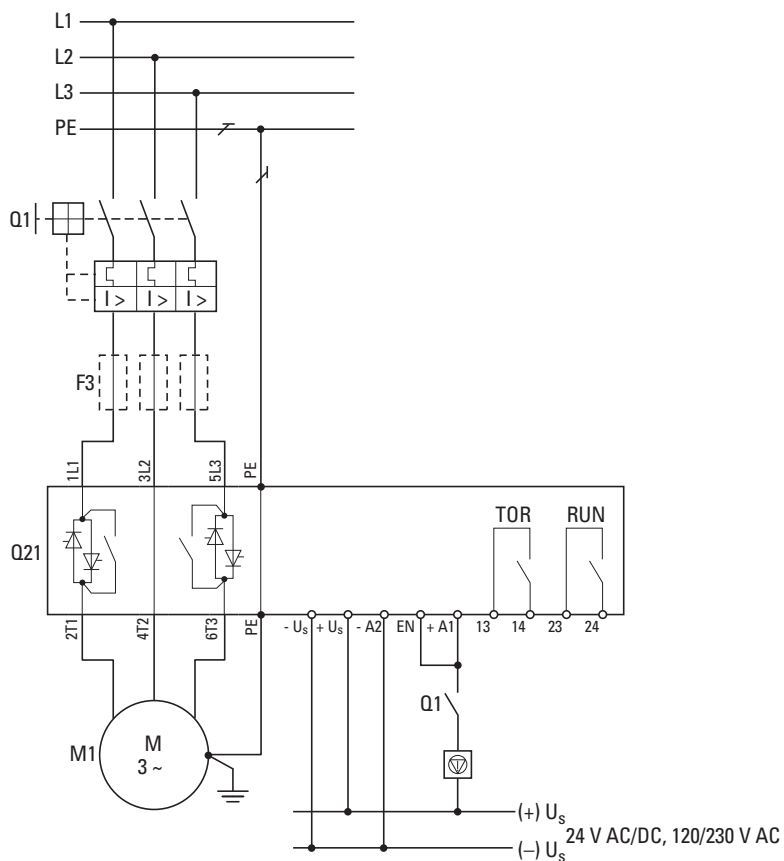 L1
L2
L3
PE
Q1
I > I > I >
F3
1L1 3L2 5L3 PE
TOR RUN
Q21
2T1 4T2 6T3 PE - Us + Us - A2 EN + A1 13 14 23 24
Q1
M1 M
3 ~
(+) Us
24 V AC/DC, 120/230 V AC
(–) Us